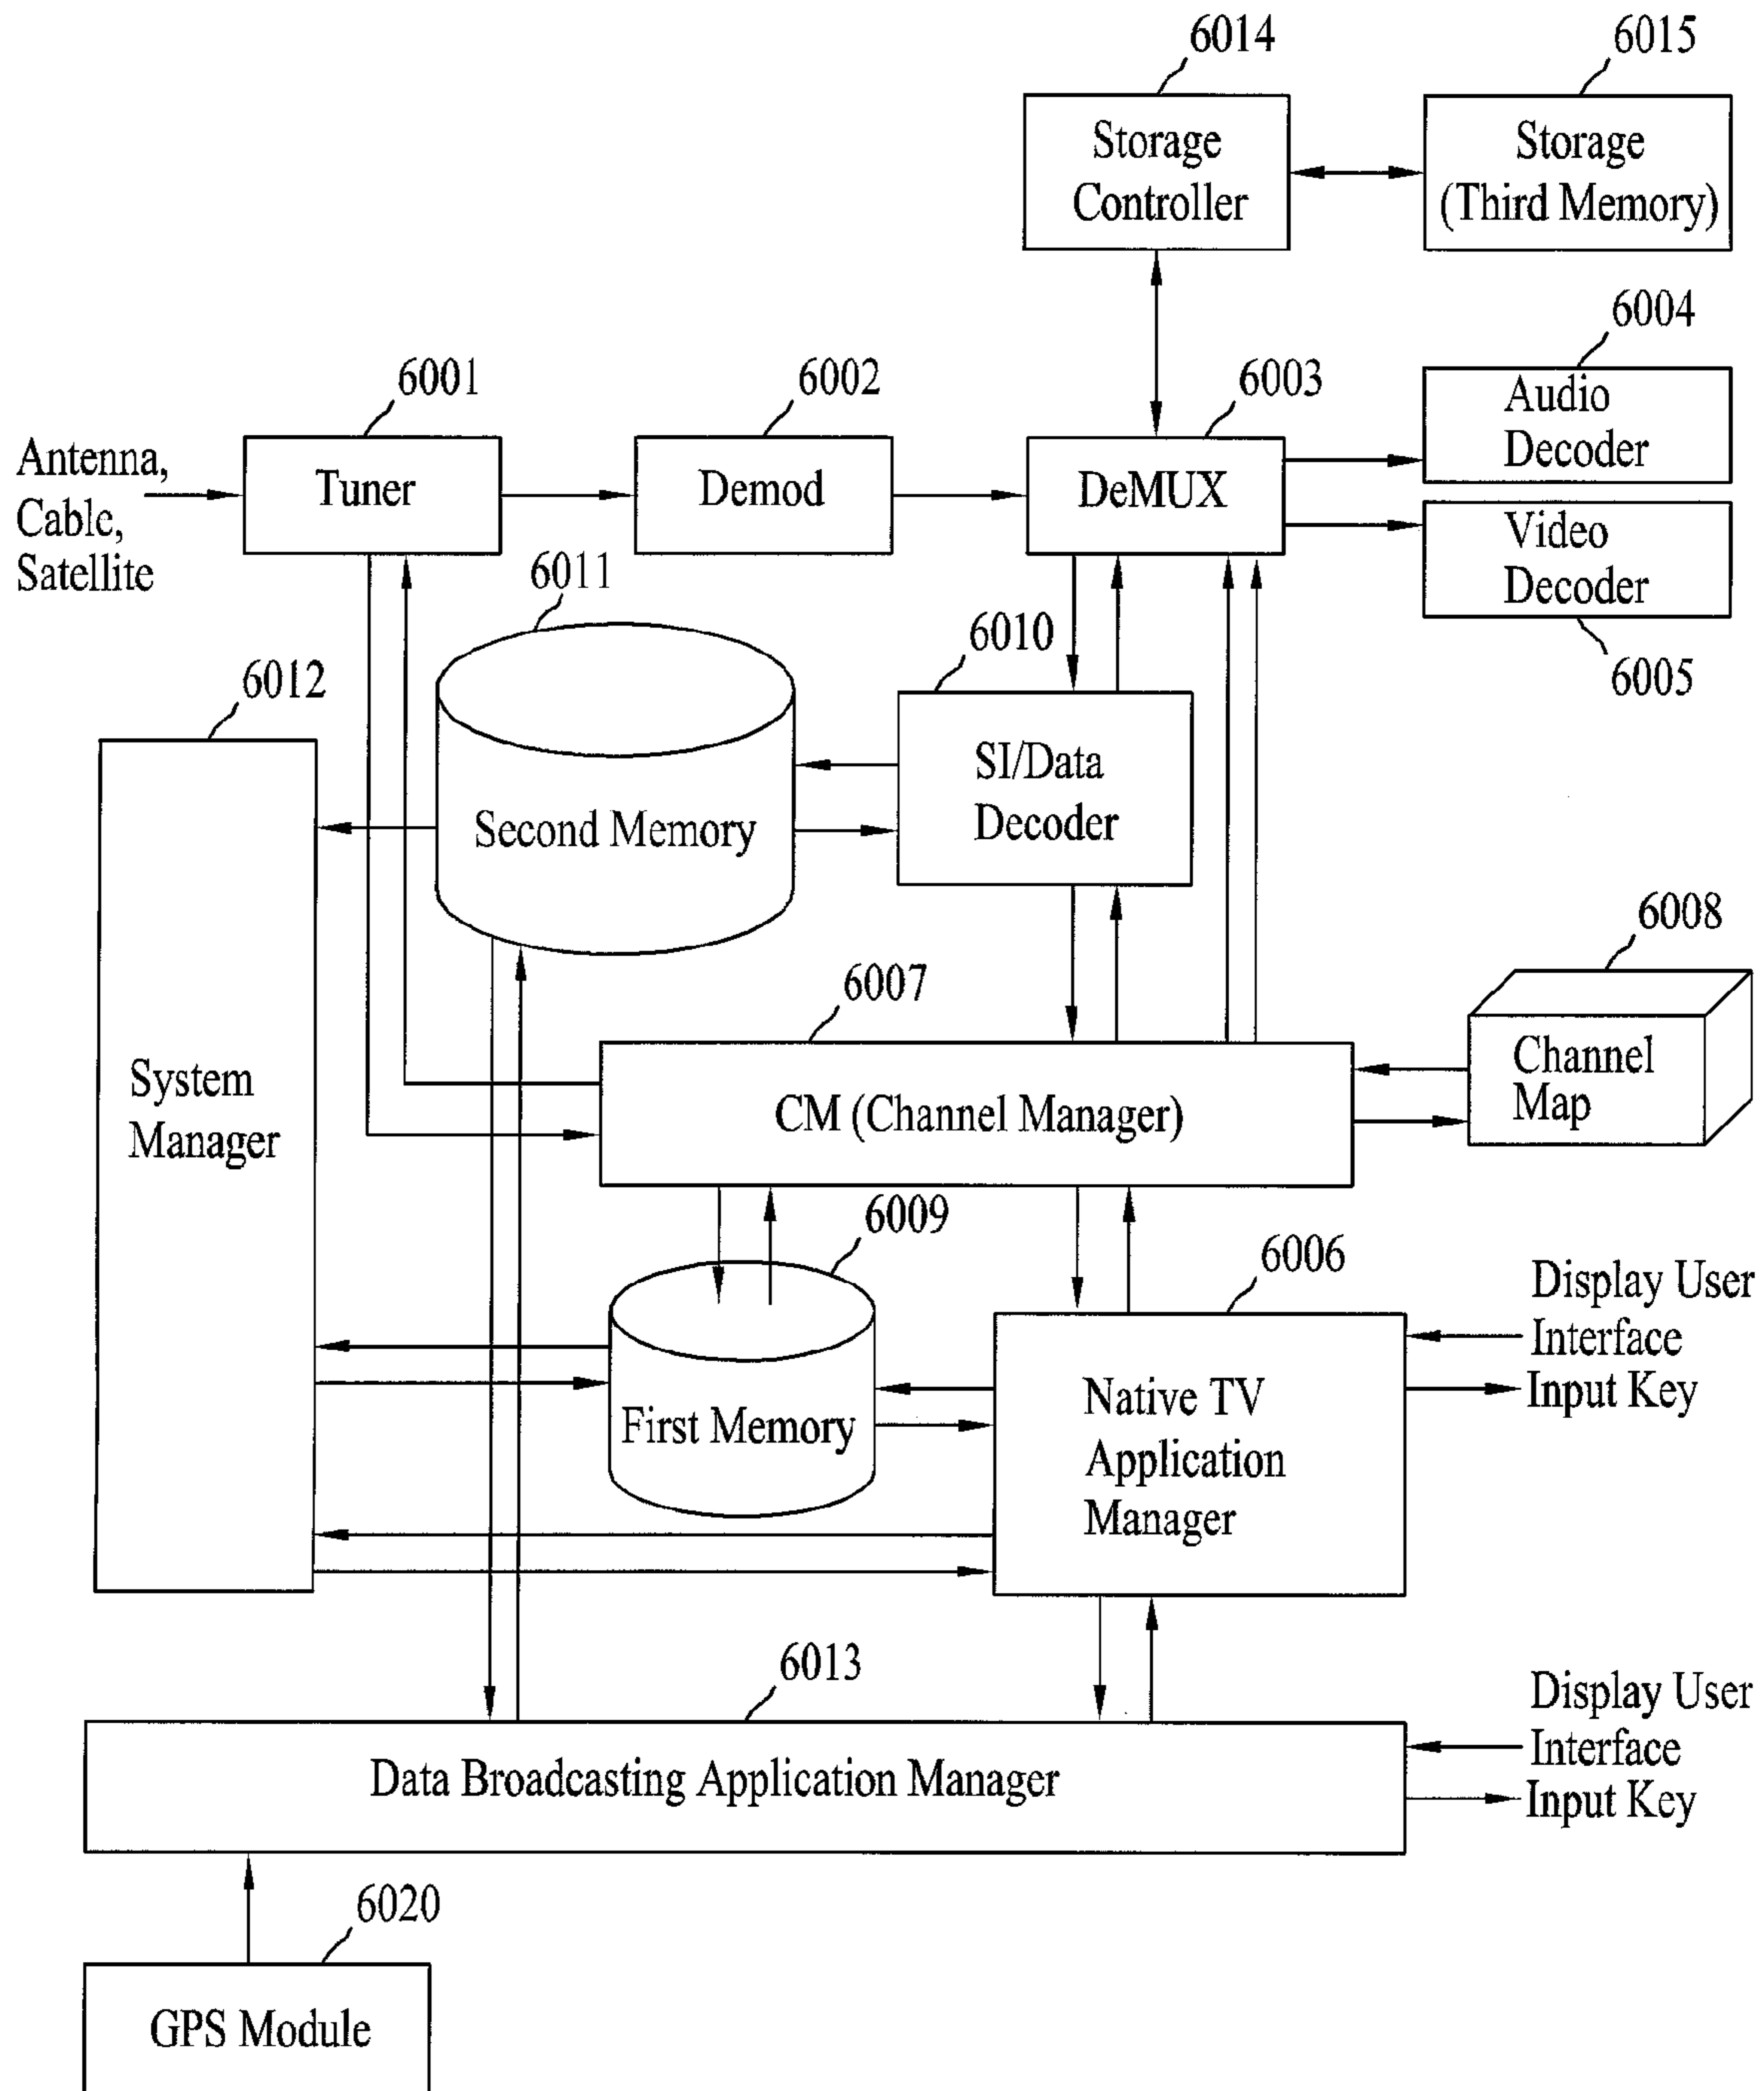 6014
6015
Storage
Controller
Storage
(Third Memory)
6004
6001
6002
6003
Audio
Decoder
Antenna,
Cable,
Satellite
Tuner
Demod
DeMUX
Video
Decoder
6005
6011
6010
6012
SI/Data
Decoder
Second Memory
6008
6007
System
Manager
CM (Channel Manager)
Channel
Map
6009
6006
Display User
Interface
Input Key
First Memory
Native TV
Application
Manager
6013
Display User
Interface
Input Key
Data Broadcasting Application Manager
6020
GPS Module